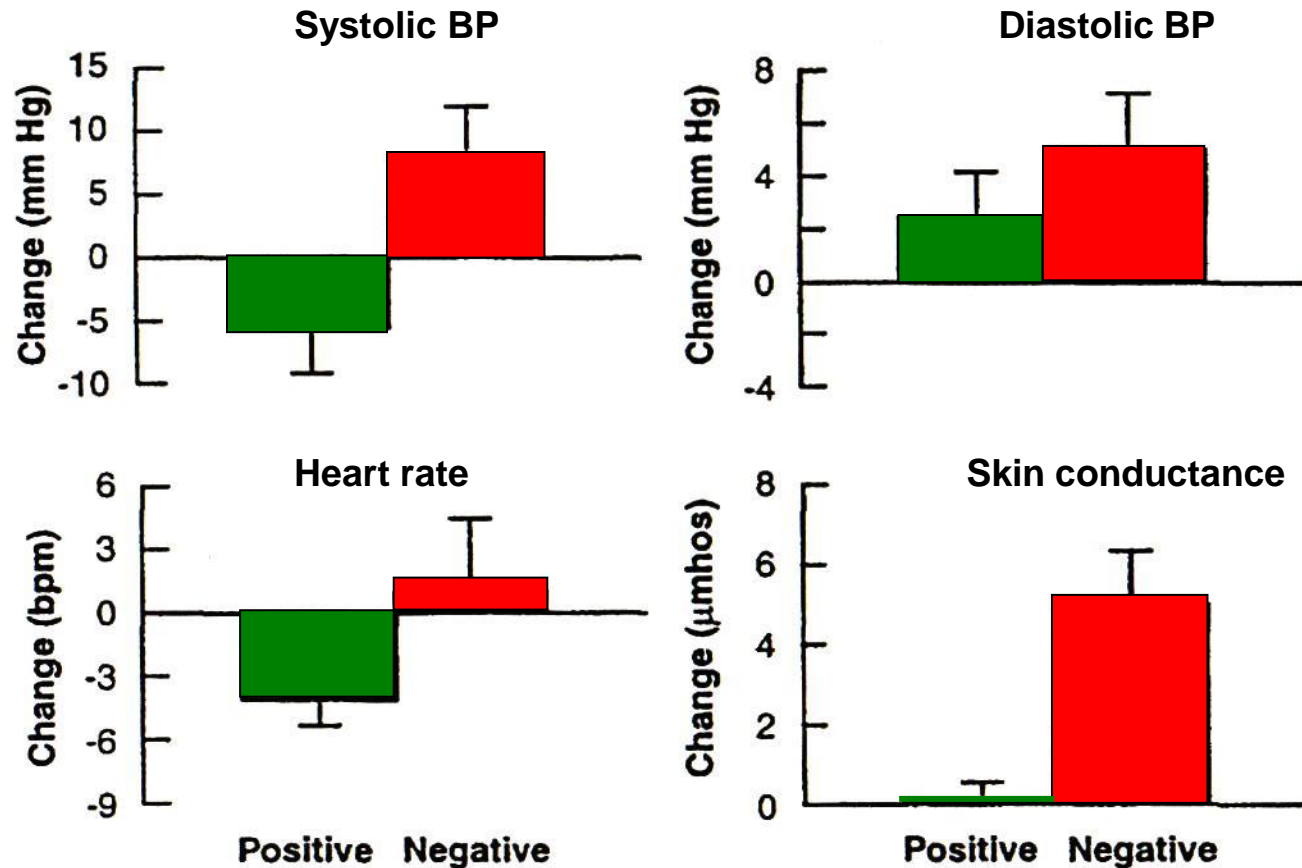 Systolic BP
Change (mm Hg)
15
10
5
0
-5
-10
Diastolic BP
Change (mm Hg)
8
4
0
-4
Heart rate
Change (bpm)
6
3
0
-3
-6
-9
Positive Negative
Skin conductance
Change (μmhos)
8
6
4
2
0
Positive Negative